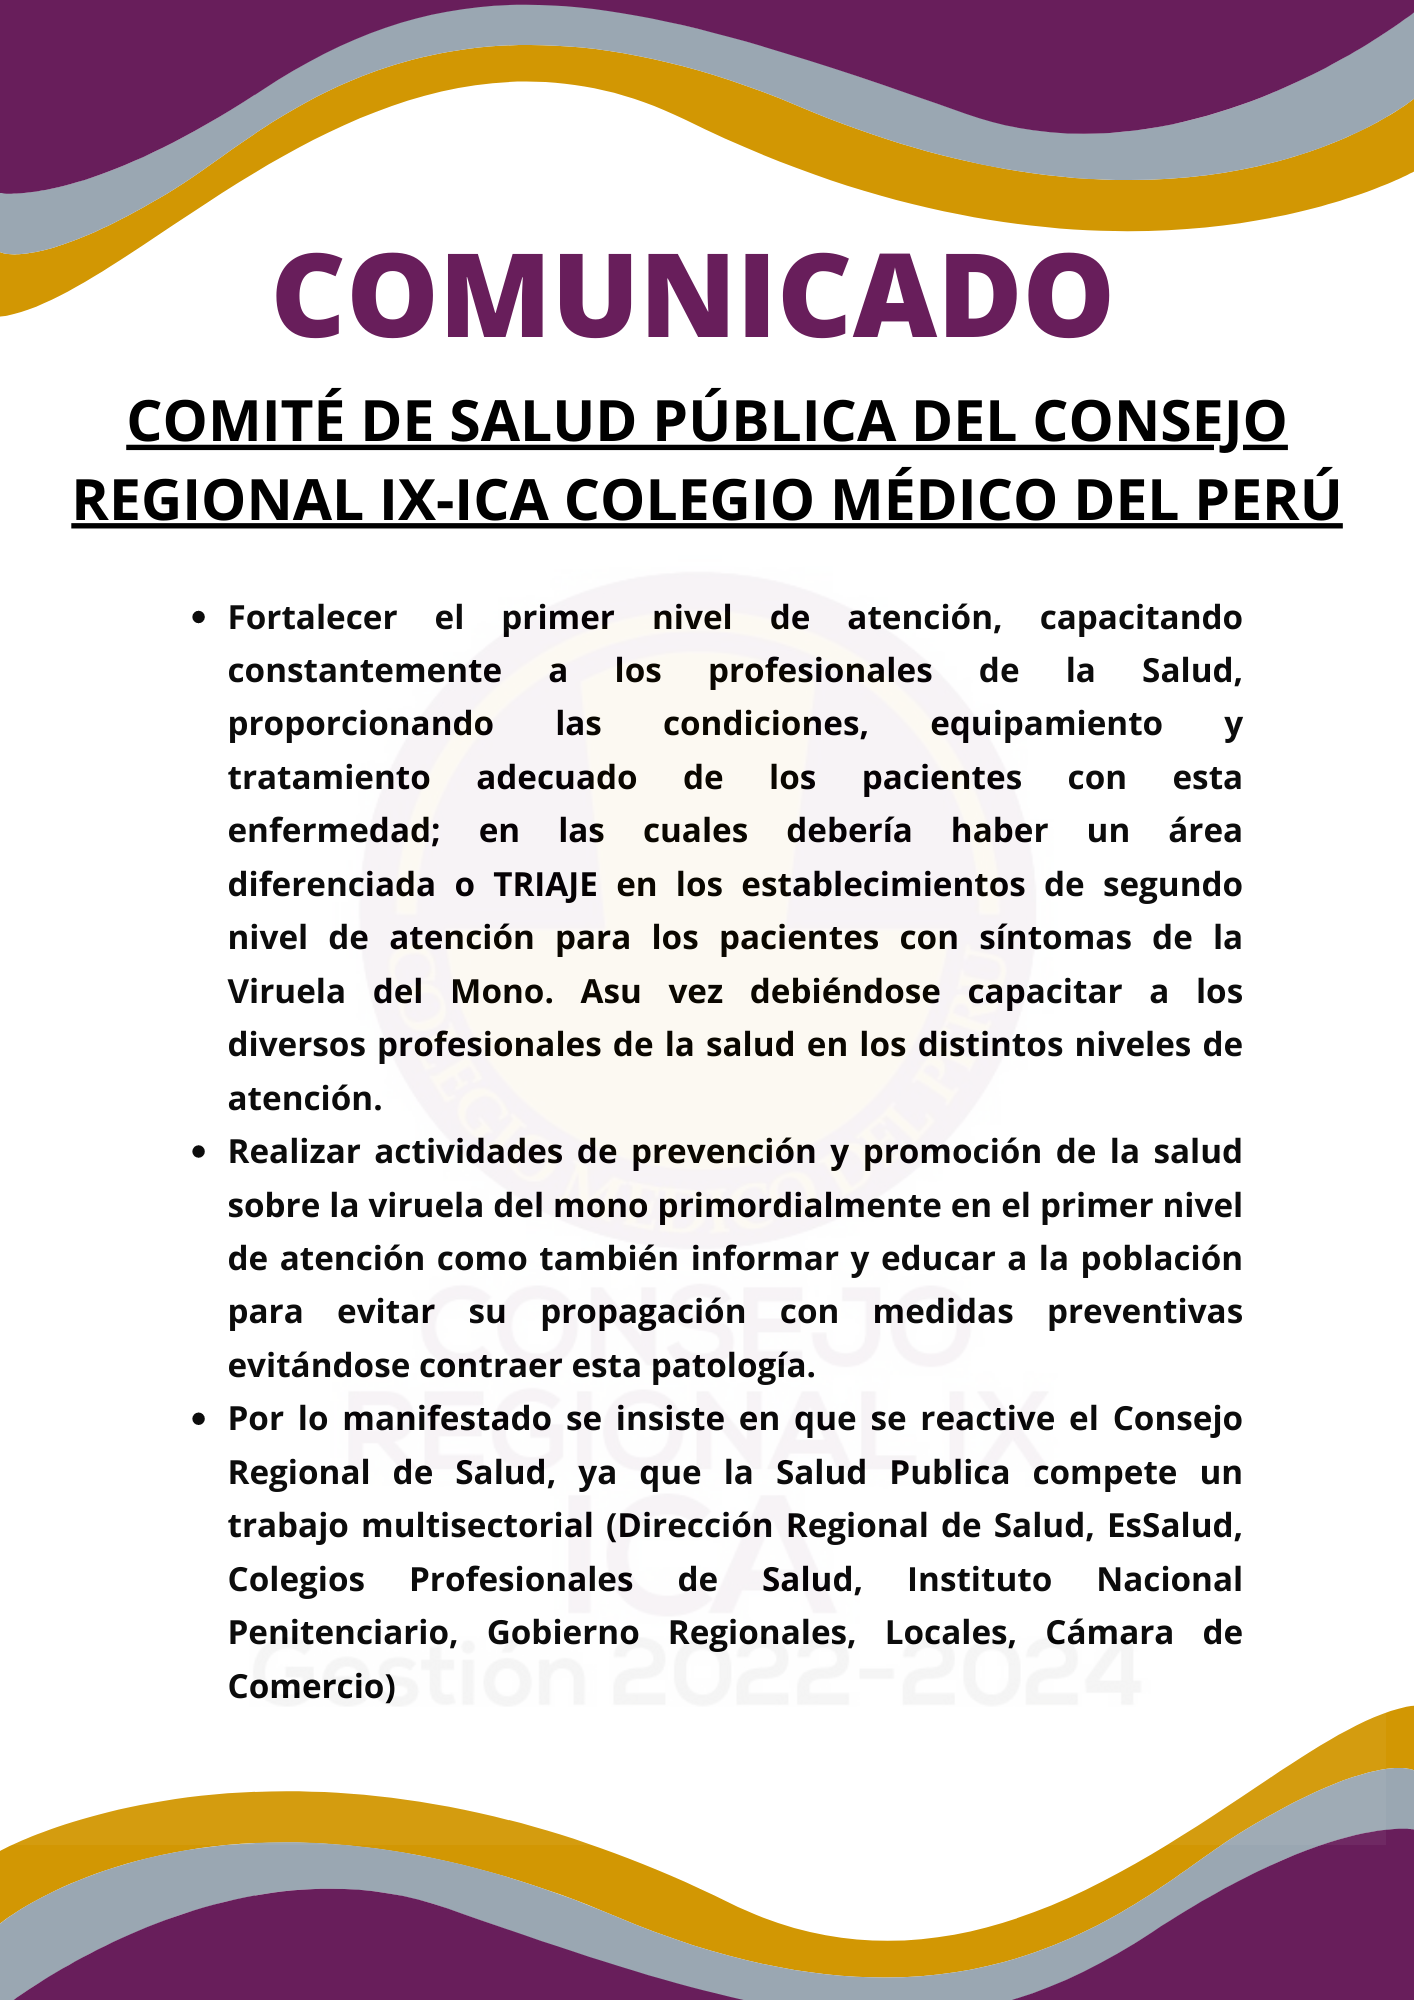 COMUNICADO
COMITÉ DE SALUD PÚBLICA DEL CONSEJO
REGIONAL IX-ICA COLEGIO MÉDICO DEL PERÚ
• Fortalecer el primer nivel de atención, capacitando
constantemente a los profesionales de la Salud,
proporcionando las condiciones, equipamiento y
tratamiento adecuado de los pacientes con esta
enfermedad; en las cuales debería haber un área
diferenciada o TRIAJE en los establecimientos de segundo
nivel de atención para los pacientes con síntomas de la
Viruela del Mono. Asu vez debiéndose capacitar a los
diversos profesionales de la salud en los distintos niveles de
atención.
• Realizar actividades de prevención y promoción de la salud
sobre la viruela del mono primordialmente en el primer nivel
de atención como también informar y educar a la población
para evitar su propagación con medidas preventivas
evitándose contraer esta patología.
• Por lo manifestado se insiste en que se reactive el Consejo
Regional de Salud, ya que la Salud Publica compete un
trabajo multisectorial (Dirección Regional de Salud, EsSalud,
Colegios Profesionales de Salud, Instituto Nacional
Penitenciario, Gobierno Regionales, Locales, Cámara de
Comercio)
COLEGIO MEDICO DEL PERU
CONSEJO
REGIONAL IX
ICA
Gestión 2022-2024